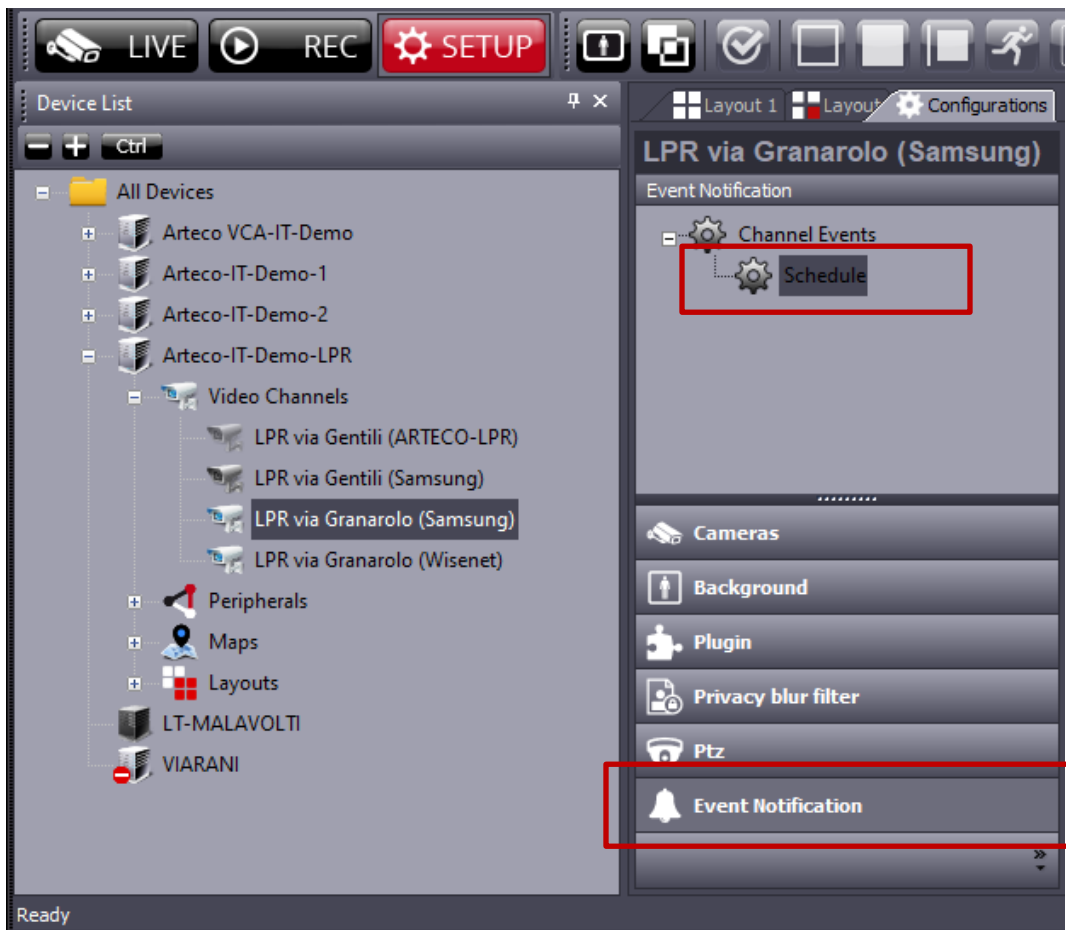 LIVE REC SETUP
Device List
Ctrl
All Devices
Arteco VCA-IT-Demo
Arteco-IT-Demo-1
Arteco-IT-Demo-2
Arteco-IT-Demo-LPR
Video Channels
LPR via Gentili (ARTECO-LPR)
LPR via Gentili (Samsung)
LPR via Granarolo (Samsung)
LPR via Granarolo (Wisenet)
Peripherals
Maps
Layouts
LT-MALAVOLTI
VIARANI
Layout 1 Layout Configurations
LPR via Granarolo (Samsung)
Event Notification
Channel Events
Schedule
Cameras
Background
Plugin
Privacy blur filter
Ptz
Event Notification
Ready